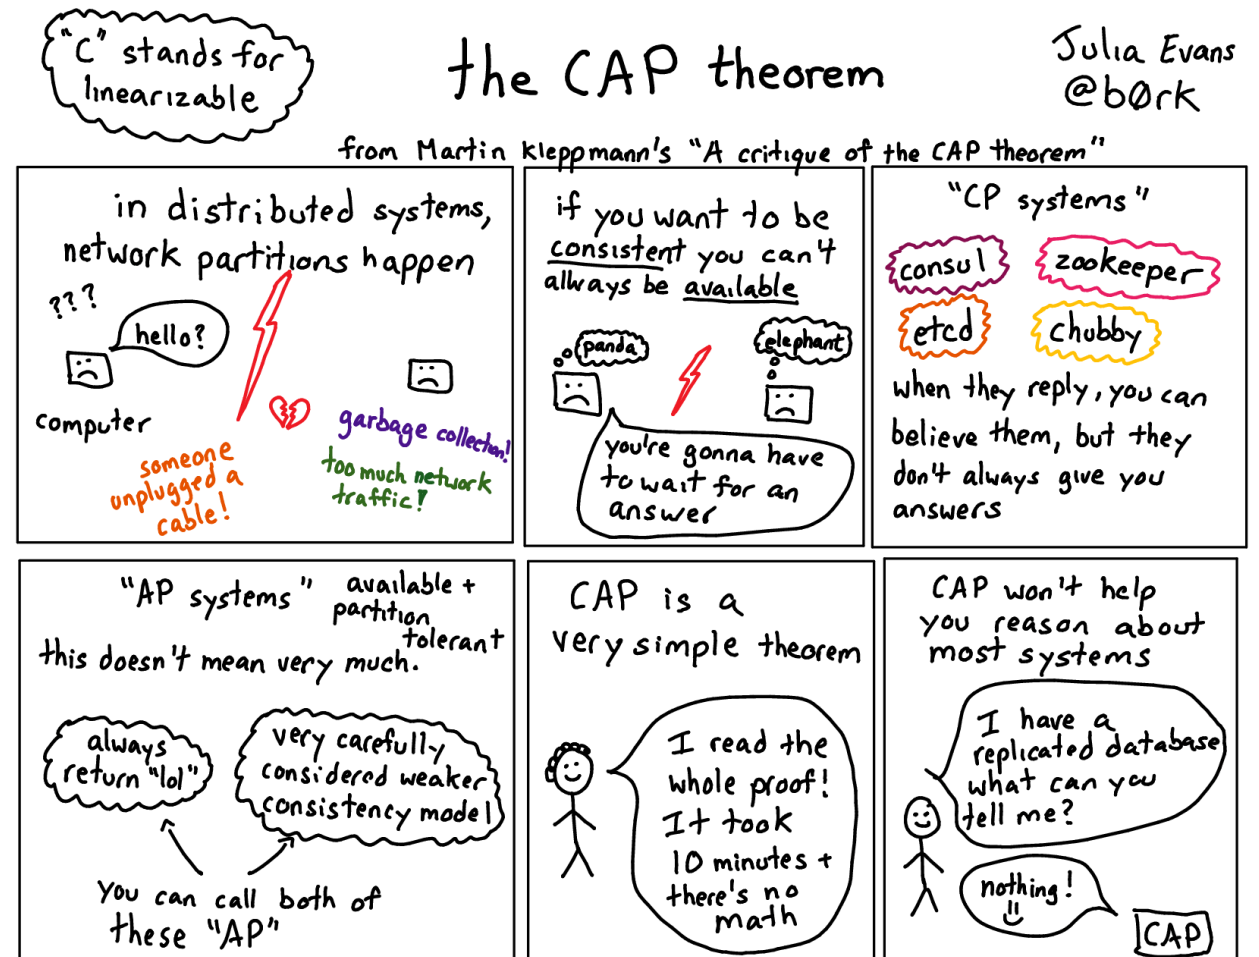 "C" stands for
linearizable
the CAP theorem
Julia Evans
@b0rk
from Martin Kleppmann's "A critique of the CAP theorem"
in distributed systems,
network partitions happen
???
hello?
computer
someone
unplugged a
cable!
garbage collection!
too much network
traffic!
if you want to be
consistent you can't
always be available
panda
elephant
you're gonna have
to wait for an
answer
"CP systems"
consul
zookeeper
etcd
chubby
when they reply, you can
believe them, but they
don't always give you
answers
"AP systems"
available +
partition
tolerant
this doesn't mean very much.
always
return "lol"
very carefully
considered weaker
consistency model
you can call both of
these "AP"
CAP is a
very simple theorem
I read the
whole proof!
It took
10 minutes +
there's no
math
CAP won't help
you reason about
most systems
I have a
replicated database
what can you
tell me?
nothing!
CAP